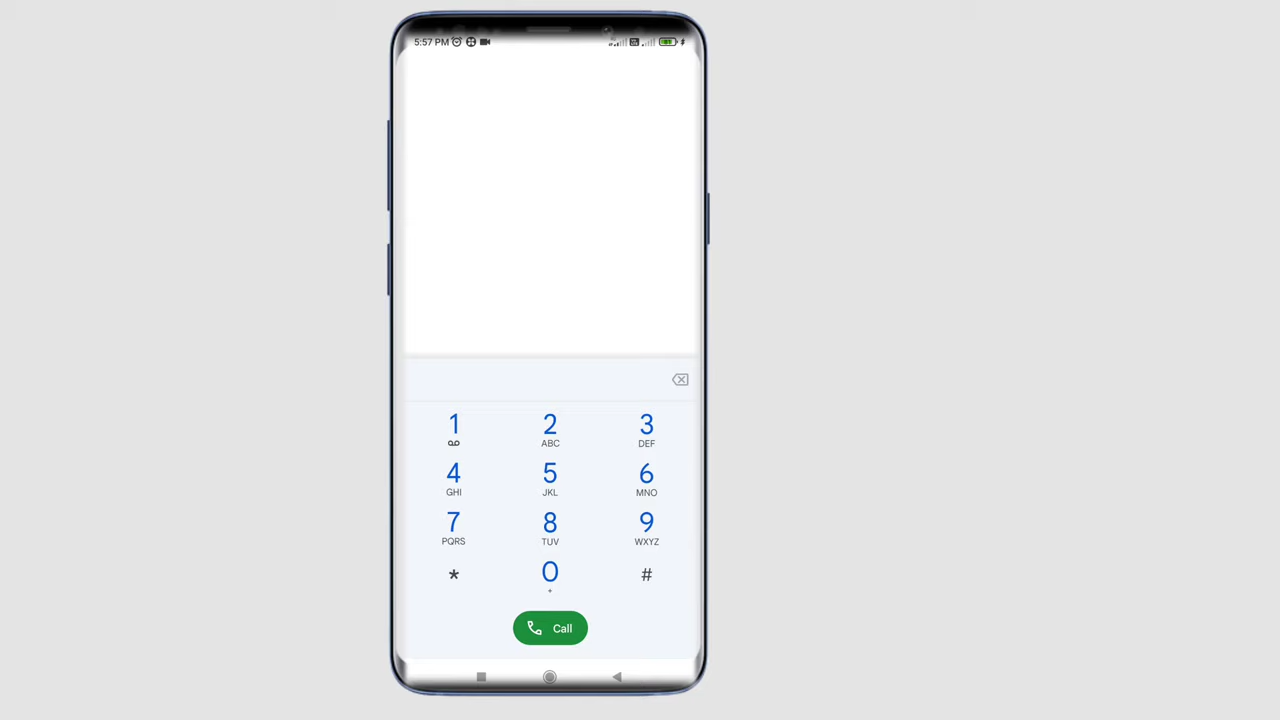 5:57 PM
1 2 3
ABC DEF
4 5 6
GHI JKL MNO
7 8 9
PQRS TUV WXYZ
* 0 #
+
Call